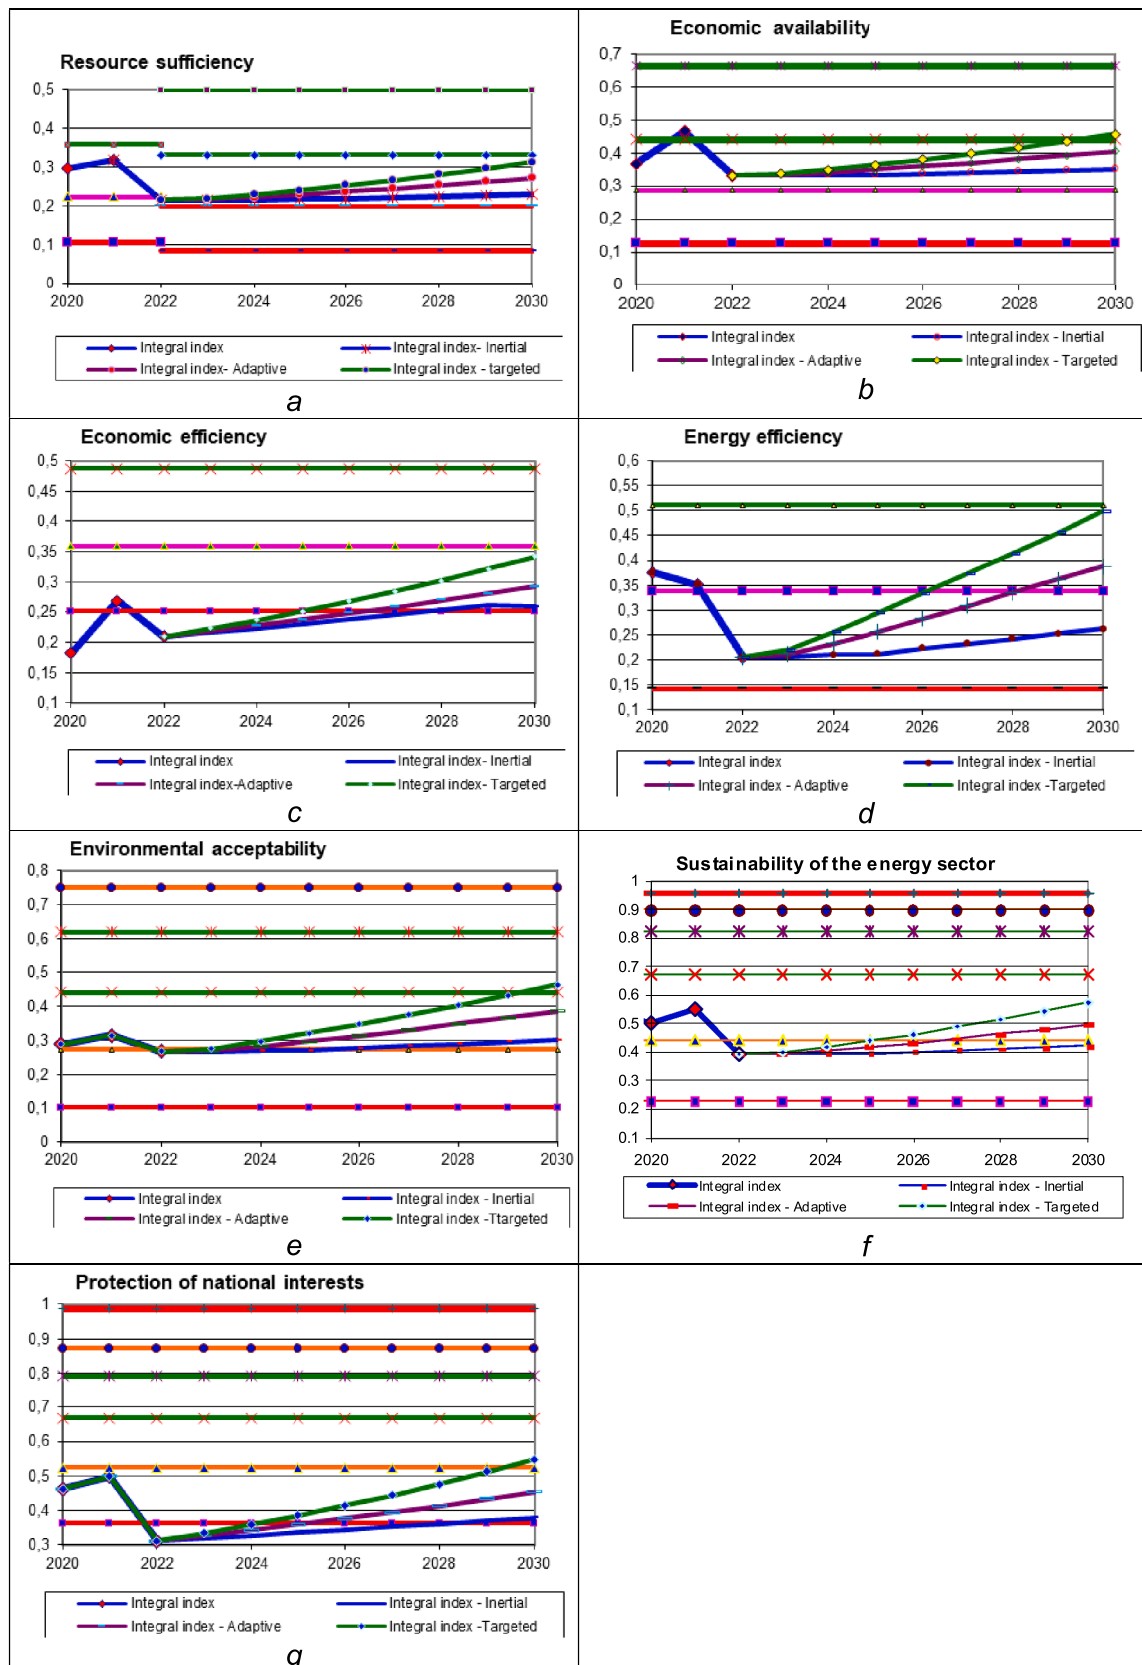 Resource sufficiency
0,5
0,4
0,3
0,2
0,1
0
2020 2022 2024 2026 2028 2030
Integral index Integral index- Inertial
Integral index- Adaptive Integral index - targeted
a
Economic availability
0,7
0,6
0,5
0,4
0,3
0,2
0,1
0
2020 2022 2024 2026 2028 2030
Integral index Integral index - Inertial
Integral index - Adaptive Integral index - Targeted
b
Economic efficiency
0,5
0,45
0,4
0,35
0,3
0,25
0,2
0,15
0,1
2020 2022 2024 2026 2028 2030
Integral index Integral index- Inertial
Integral index-Adaptive Integral index- Targeted
c
Energy efficiency
0,6
0,55
0,5
0,45
0,4
0,35
0,3
0,25
0,2
0,15
0,1
2020 2022 2024 2026 2028 2030
Integral index Integral index - Inertial
Integral index - Adaptive Integral index -Targeted
d
Environmental acceptability
0,8
0,7
0,6
0,5
0,4
0,3
0,2
0,1
0
2020 2022 2024 2026 2028 2030
Integral index Integral index - Inertial
Integral index - Adaptive Integral index -Ttargeted
e
Sustainability of the energy sector
1
0.9
0.8
0.7
0.6
0.5
0.4
0.3
0.2
0.1
2020 2022 2024 2026 2028 2030
Integral index Integral index - Inertial
Integral index - Adaptive Integral index - Targeted
f
Protection of national interests
1
0,9
0,8
0,7
0,6
0,5
0,4
0,3
2020 2022 2024 2026 2028 2030
Integral index Integral index - Inertial
Integral index - Adaptive Integral index -Targeted
g